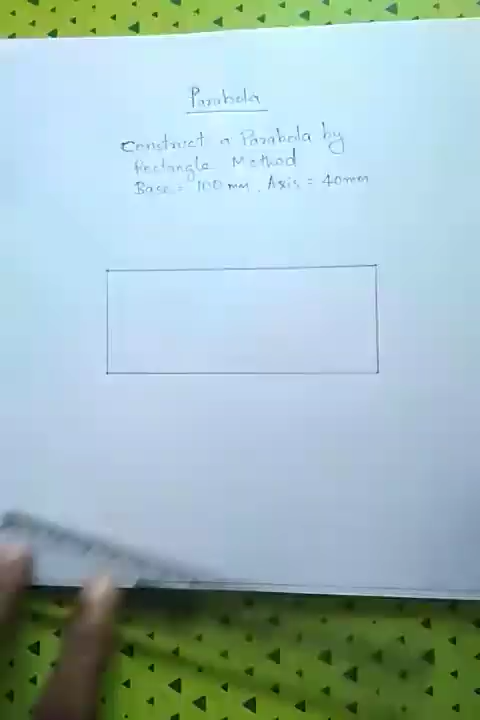 Parabola
Construct a Parabola by
Rectangle Method
Base = 100 mm, Axis = 40mm